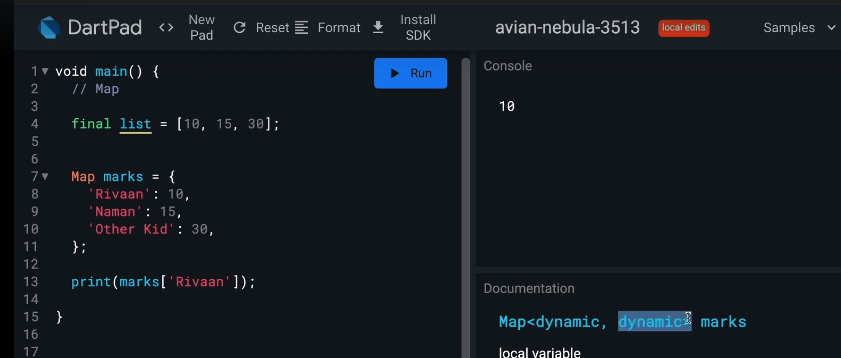 DartPad <> New Pad Reset Format Install SDK avian-nebula-3513 local edits Samples
1 void main() {
2 // Map
3
4 final list = [10, 15, 30];
5
6
7 Map marks = {
8 'Rivaan': 10,
9 'Naman': 15,
10 'Other Kid': 30,
11 };
12
13 print(marks['Rivaan']);
14
15 }
16
17
Run
Console
10
Documentation
Map<dynamic, dynamic> marks
local variable